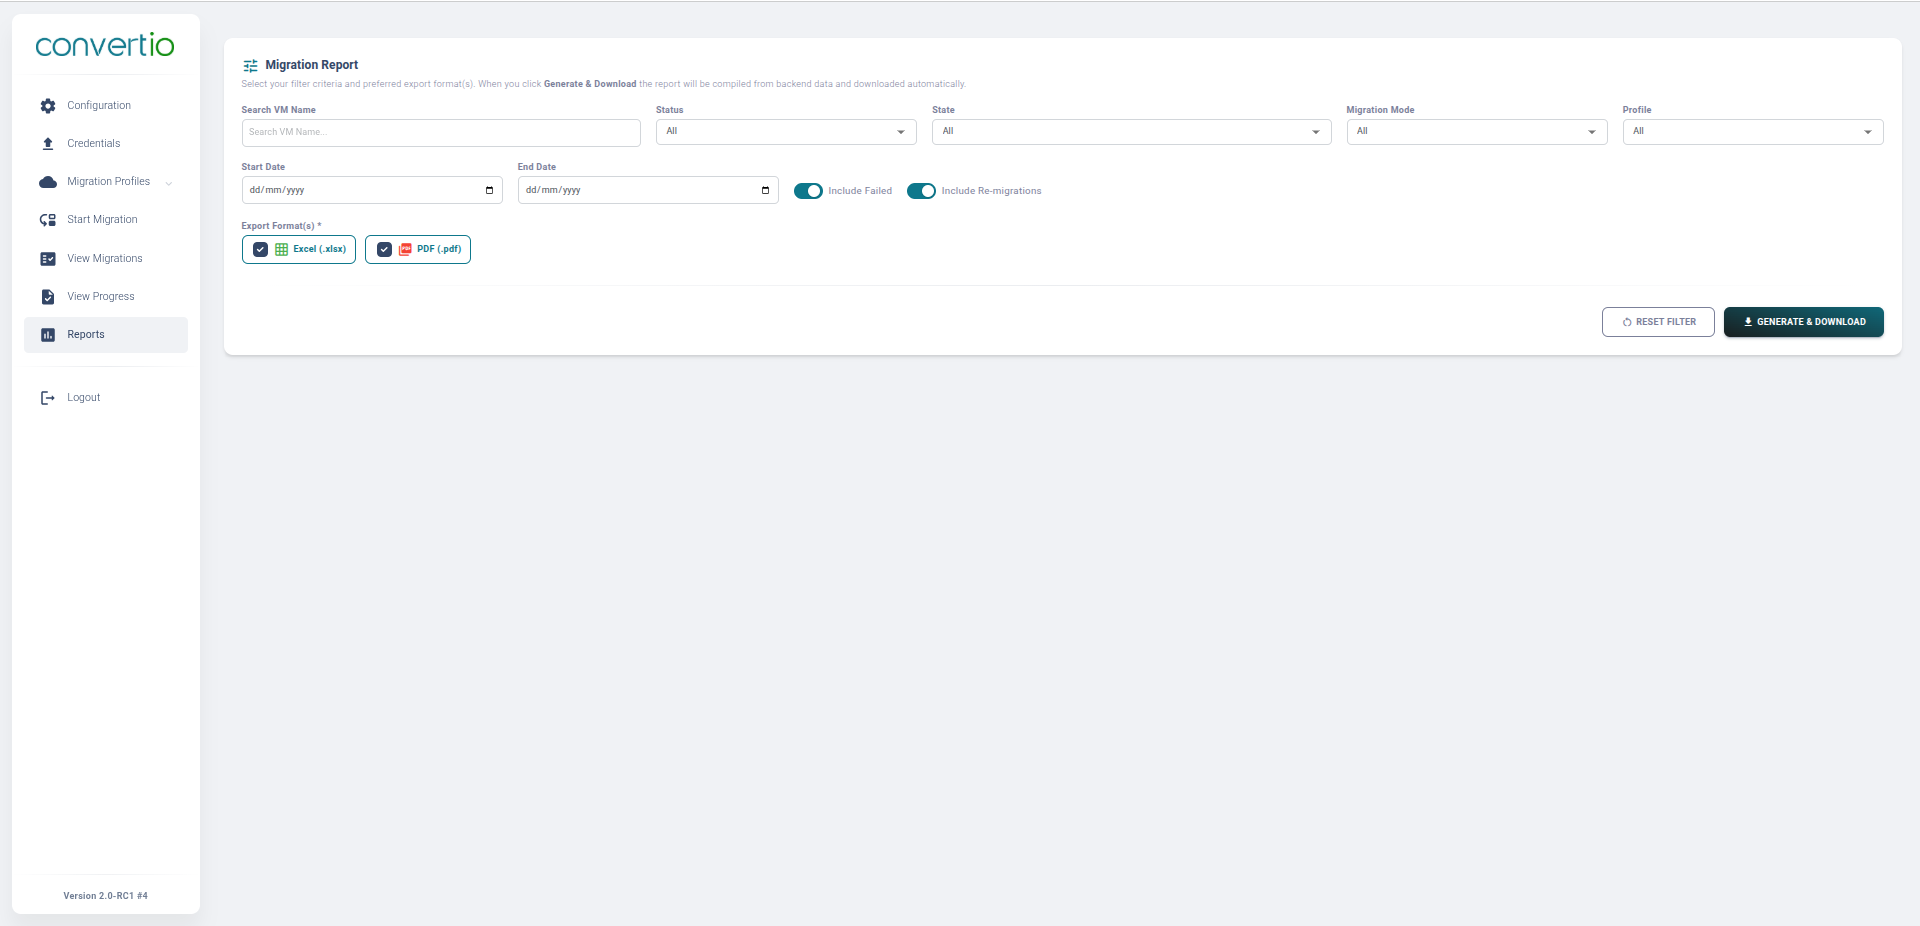 convertio
Configuration
Credentials
Migration Profiles
Start Migration
View Migrations
View Progress
Reports
Logout
Version 2.0-RC1 #4
Migration Report
Select your filter criteria and preferred export format(s). When you click Generate & Download the report will be compiled from backend data and downloaded automatically.
Search VM Name Status State Migration Mode Profile
Search VM Name... All All All All
Start Date End Date
dd/mm/yyyy dd/mm/yyyy Include Failed Include Re-migrations
Export Format(s) *
Excel (.xlsx) PDF PDF (.pdf)
RESET FILTER GENERATE & DOWNLOAD